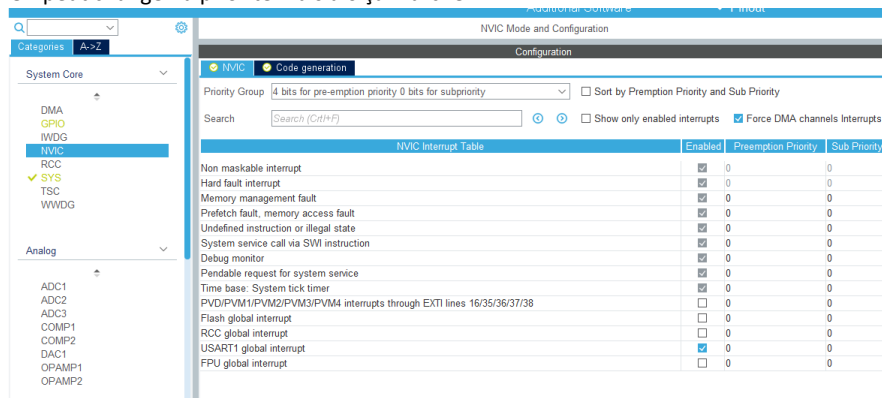 Additional Software Pinout
NVIC Mode and Configuration
Categories A->Z
Configuration
NVIC Code generation
System Core
Priority Group 4 bits for pre-emption priority 0 bits for subpriority Sort by Premption Priority and Sub Priority
Search Search (Crtl+F) Show only enabled interrupts Force DMA channels Interrupts
DMA
GPIO
IWDG
NVIC
RCC
SYS
TSC
WWDG
Analog
ADC1
ADC2
ADC3
COMP1
COMP2
DAC1
OPAMP1
OPAMP2
NVIC Interrupt Table Enabled Preemption Priority Sub Priority
Non maskable interrupt 0 0
Hard fault interrupt 0 0
Memory management fault 0 0
Prefetch fault, memory access fault 0 0
Undefined instruction or illegal state 0 0
System service call via SWI instruction 0 0
Debug monitor 0 0
Pendable request for system service 0 0
Time base: System tick timer 0 0
PVD/PVM1/PVM2/PVM3/PVM4 interrupts through EXTI lines 16/35/36/37/38 0 0
Flash global interrupt 0 0
RCC global interrupt 0 0
USART1 global interrupt 0 0
FPU global interrupt 0 0